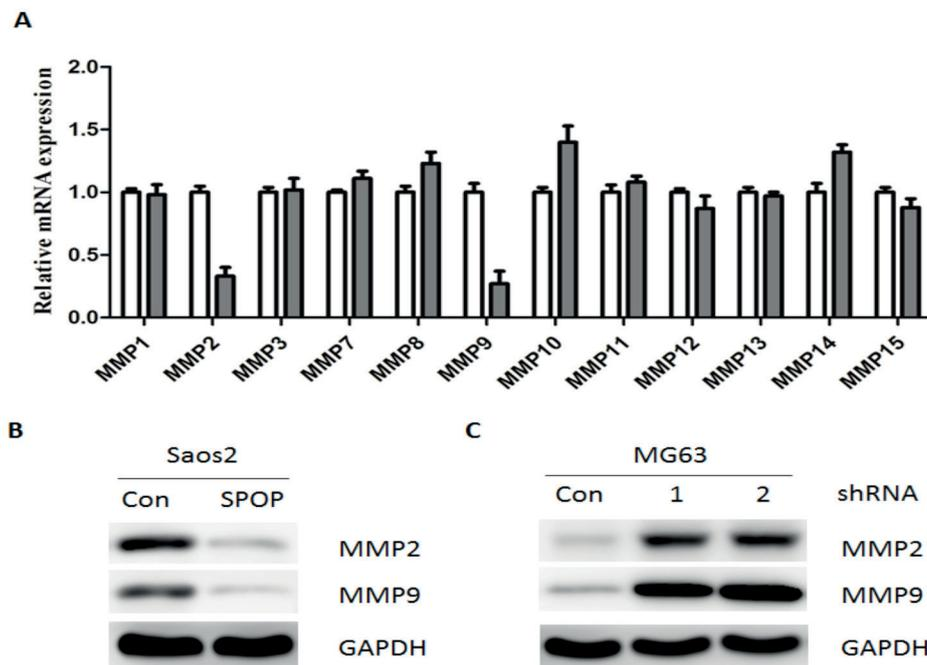 A
Relative mRNA expression
2.0
1.5
1.0
0.5
0.0
MMP1 MMP2 MMP3 MMP7 MMP8 MMP9 MMP10 MMP11 MMP12 MMP13 MMP14 MMP15
B
Saos2
Con SPOP
MMP2
MMP9
GAPDH
C
MG63
Con 1 2 shRNA
MMP2
MMP9
GAPDH